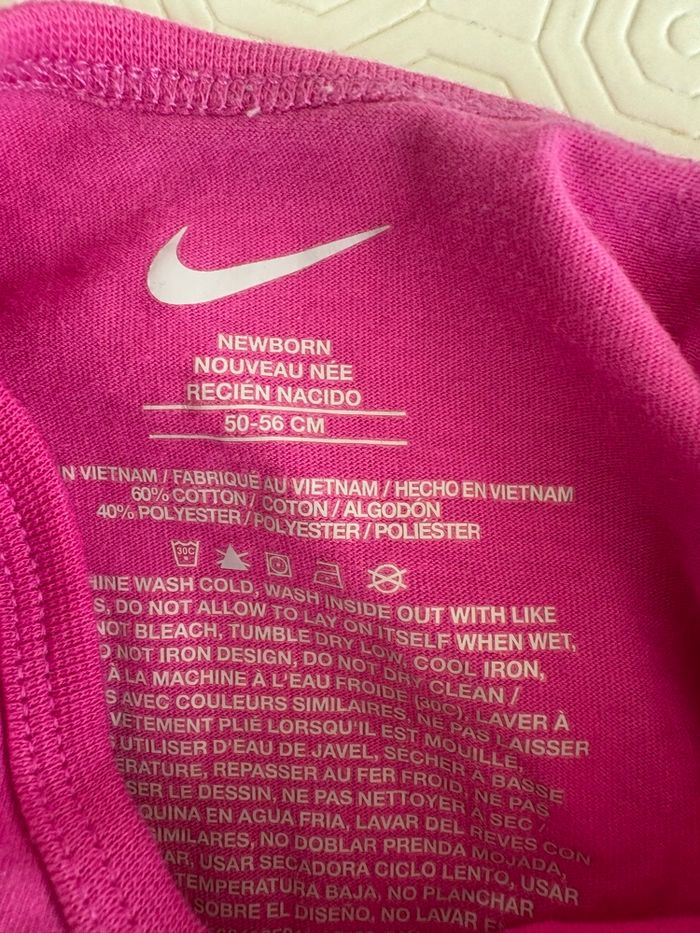 NEWBORN
NOUVEAU NÉE
RECIÉN NACIDO
50-56 CM
N VIETNAM / FABRIQUÉ AU VIETNAM / HECHO EN VIETNAM
60% COTTON / COTON / ALGODÓN
40% POLYESTER / POLYESTER / POLIÉSTER
30C
HINE WASH COLD, WASH INSIDE OUT WITH LIKE
S, DO NOT ALLOW TO LAY ON ITSELF WHEN WET,
NOT BLEACH, TUMBLE DRY LOW, COOL IRON,
O NOT IRON DESIGN, DO NOT DRY CLEAN /
À LA MACHINE À L'EAU FROIDE (30C), LAVER À
S AVEC COULEURS SIMILAIRES, NE PAS LAISSER
VETEMENT PLIÉ LORSQU'IL EST MOUILLÉ,
UTILISER D'EAU DE JAVEL, SÉCHER À BASSE
ÉRATURE, REPASSER AU FER FROID, NE PAS
SER LE DESSIN, NE PAS NETTOYER À SEC /
QUINA EN AGUA FRIA, LAVAR DEL REVES CON
SIMILARES, NO DOBLAR PRENDA MOJADA,
AR, USAR SECADORA CICLO LENTO, USAR
TEMPERATURA BAJA, NO PLANCHAR
SOBRE EL DISEÑO, NO LAVAR E